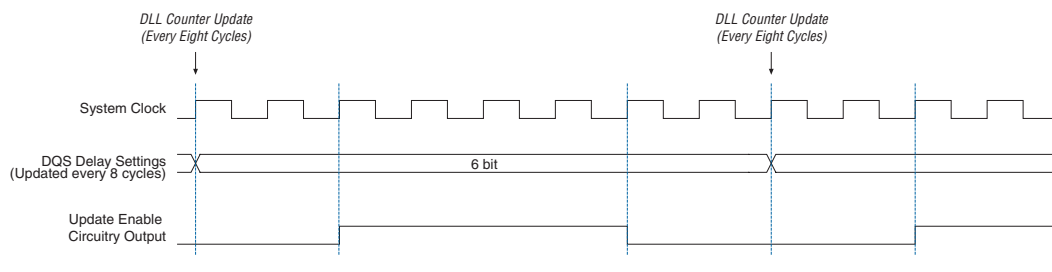 DLL Counter Update
(Every Eight Cycles)
DLL Counter Update
(Every Eight Cycles)
System Clock
DQS Delay Settings
(Updated every 8 cycles)
6 bit
Update Enable
Circuitry Output